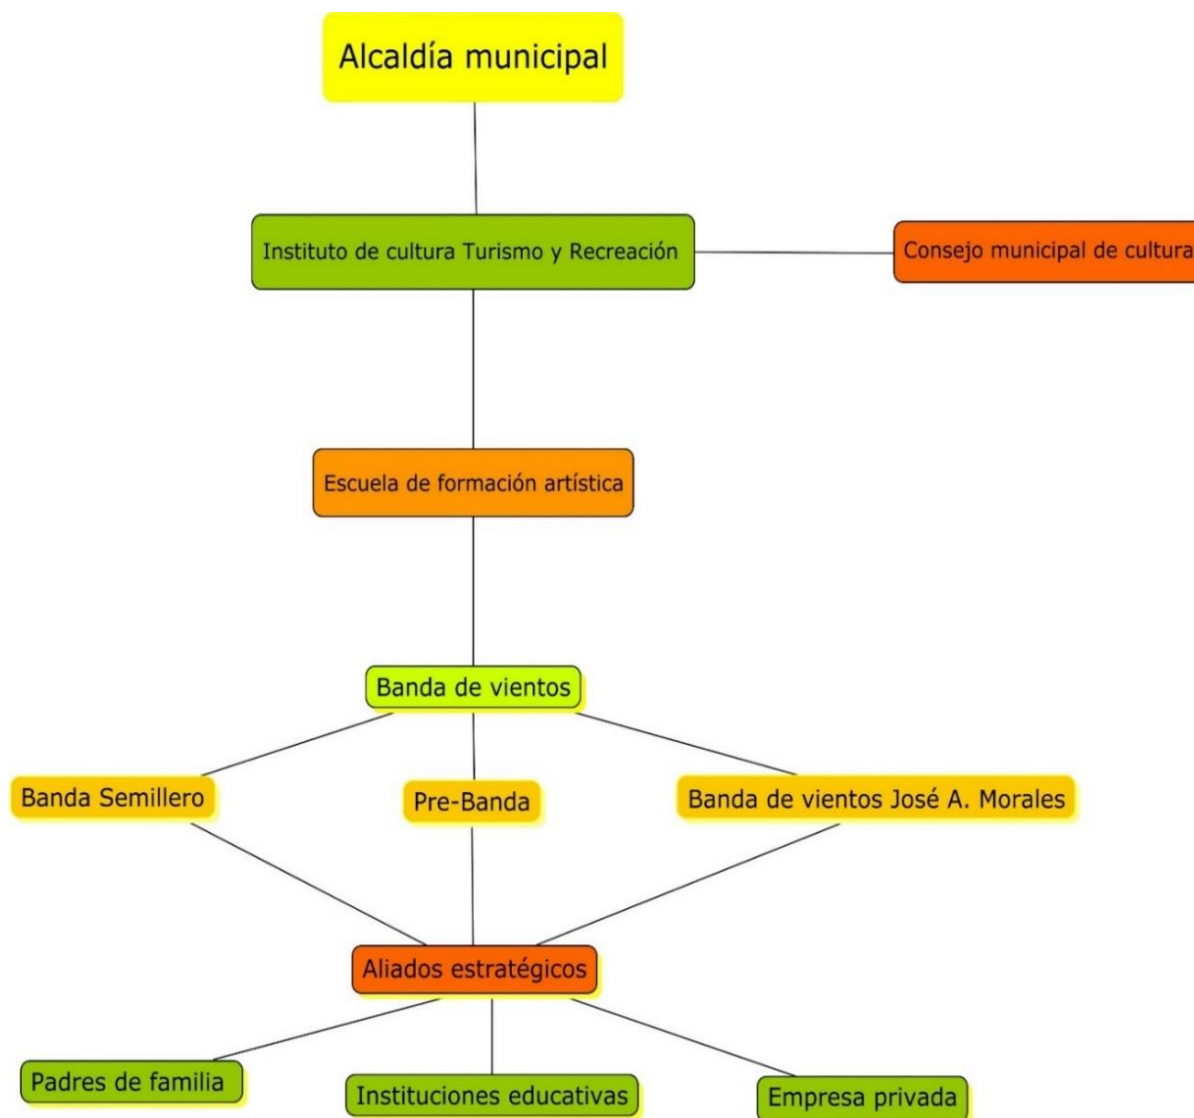 Alcaldía municipal
Instituto de cultura Turismo y Recreación
Consejo municipal de cultura
Escuela de formación artística
Banda de vientos
Banda Semillero
Pre-Banda
Banda de vientos José A. Morales
Aliados estratégicos
Padres de familia
Instituciones educativas
Empresa privada